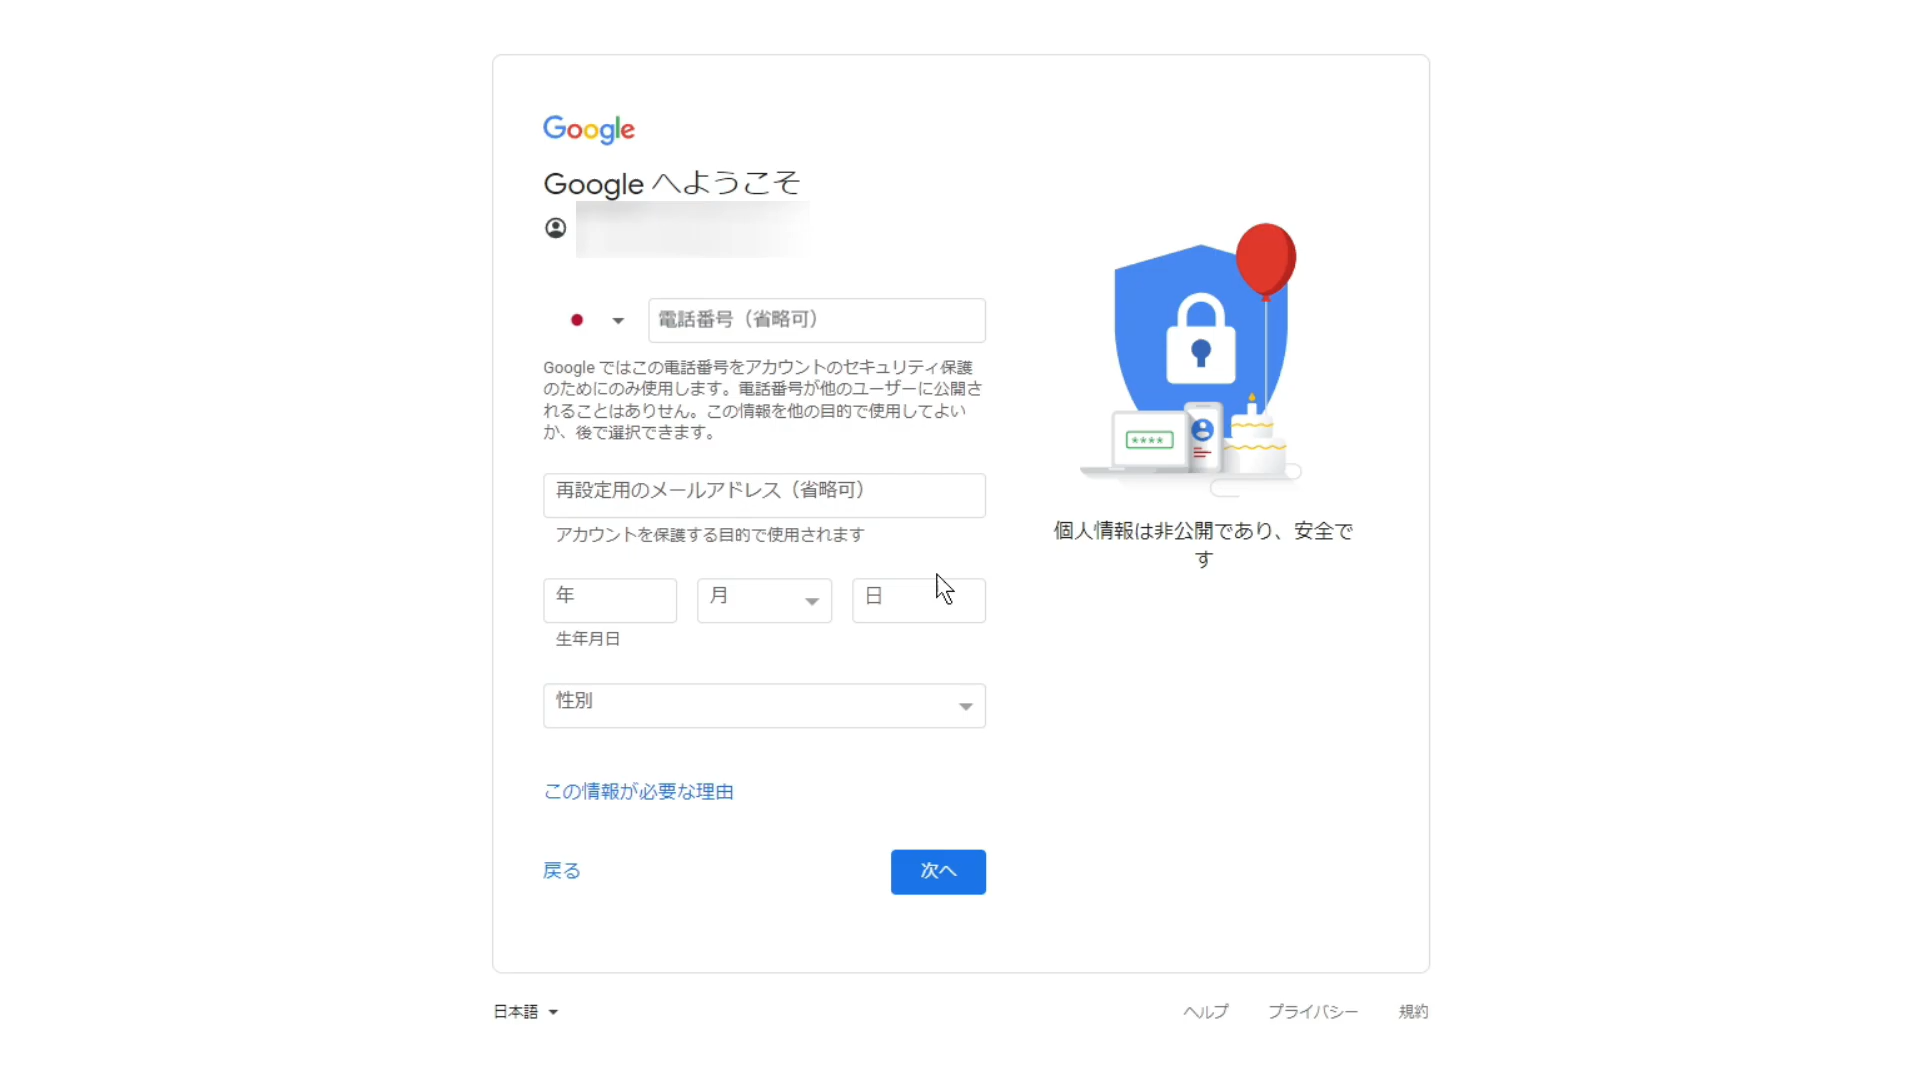 Google
Google へようこそ
電話番号（省略可）
Google ではこの電話番号をアカウントのセキュリティ保護
のためにのみ使用します。電話番号が他のユーザーに公開さ
れることはありせん。この情報を他の目的で使用してよい
か、後で選択できます。
再設定用のメールアドレス（省略可）
アカウントを保護する目的で使用されます
年
月
日
生年月日
性別
この情報が必要な理由
戻る
次へ
****
個人情報は非公開であり、安全で
す
日本語
ヘルプ
プライバシー
規約